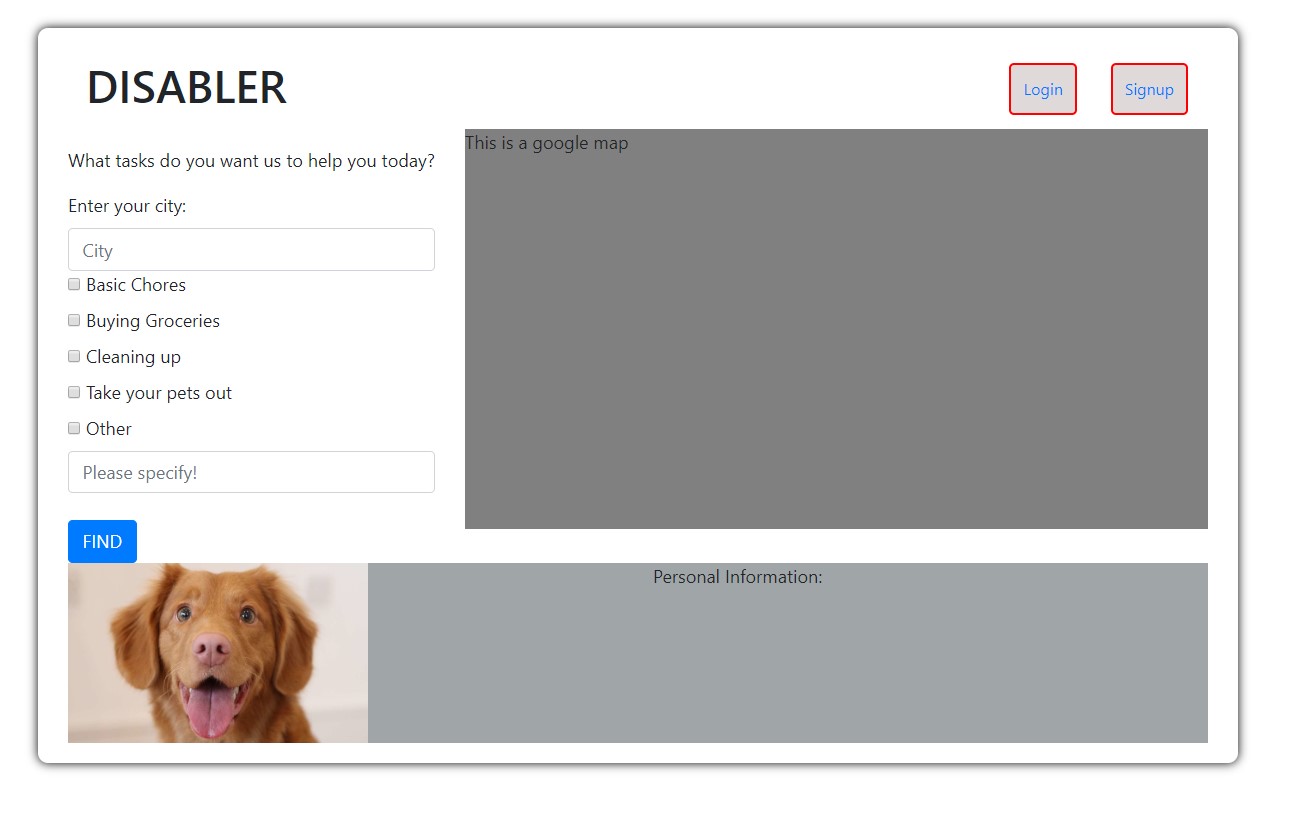 DISABLER
Login
Signup
What tasks do you want us to help you today?
Enter your city:
City
Basic Chores
Buying Groceries
Cleaning up
Take your pets out
Other
Please specify!
FIND
This is a google map
Personal Information: